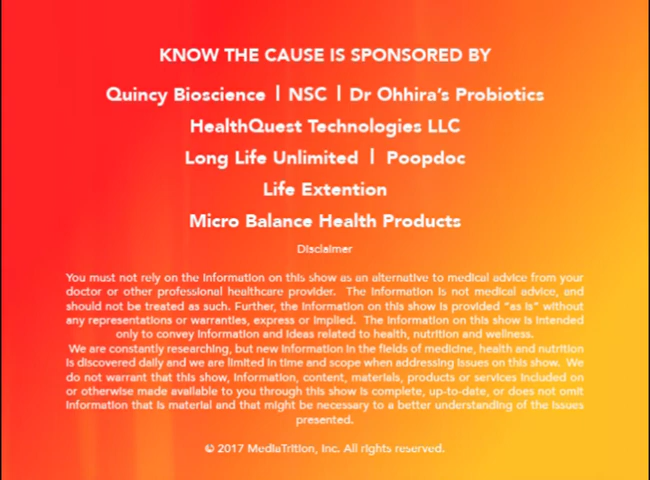 KNOW THE CAUSE IS SPONSORED BY
Quincy Bioscience | NSC | Dr Ohhira's Probiotics
HealthQuest Technologies LLC
Long Life Unlimited | Poopdoc
Life Extention
Micro Balance Health Products
Disclaimer
You must not rely on the information on this show as an alternative to medical advice from your
doctor or other professional healthcare provider. The information is not medical advice, and
should not be treated as such. Further, the information on this show is provided "as is" without
any representations or warranties, express or implied. The information on this show is intended
only to convey information and ideas related to health, nutrition and wellness.
We are constantly researching, but new information in the fields of medicine, health and nutrition
is discovered daily and we are limited in time and scope when addressing issues on this show. We
do not warrant that this show, information, content, materials, products or services included on
or otherwise made available to you through this show is complete, up-to-date, or does not omit
information that is material and that might be necessary to a better understanding of the issues
presented.
© 2017 MediaTrition, Inc. All rights reserved.